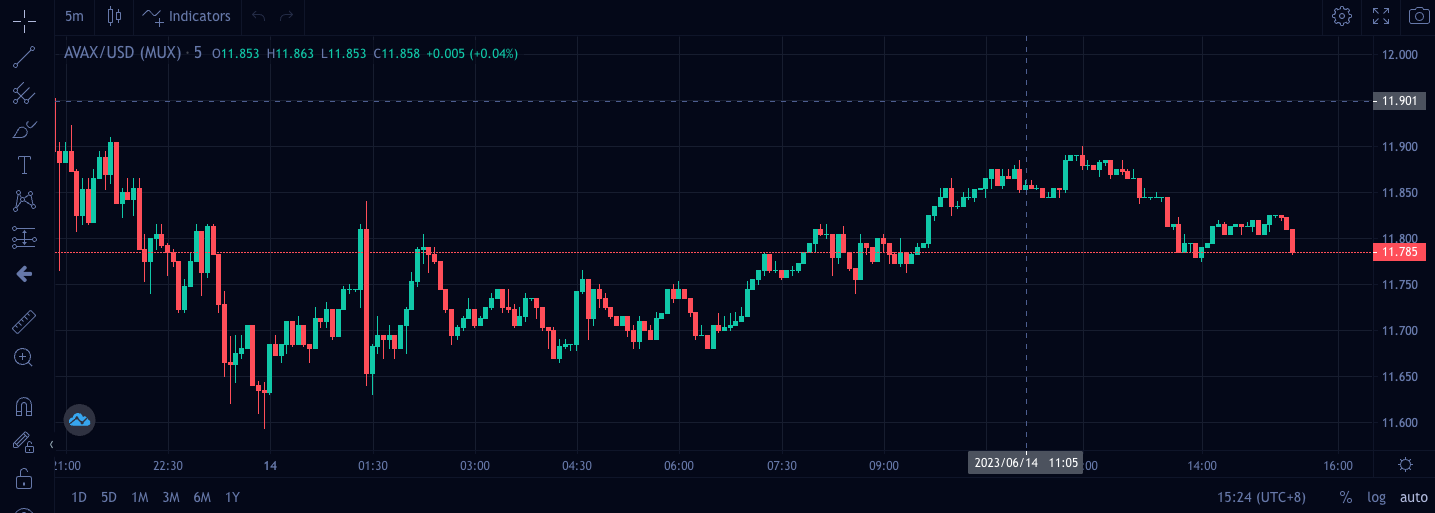 5m Indicators
AVAX/USD (MUX) · 5 O11.853 H11.863 L11.853 C11.858 +0.005 (+0.04%)
12.000
11.901
11.900
11.850
11.800
11.785
11.750
11.700
11.650
11.600
21:00 22:30 14 01:30 03:00 04:30 06:00 07:30 09:00 2023/06/14 11:05 :00 14:00 16:00
1D 5D 1M 3M 6M 1Y 15:24 (UTC+8) % log auto